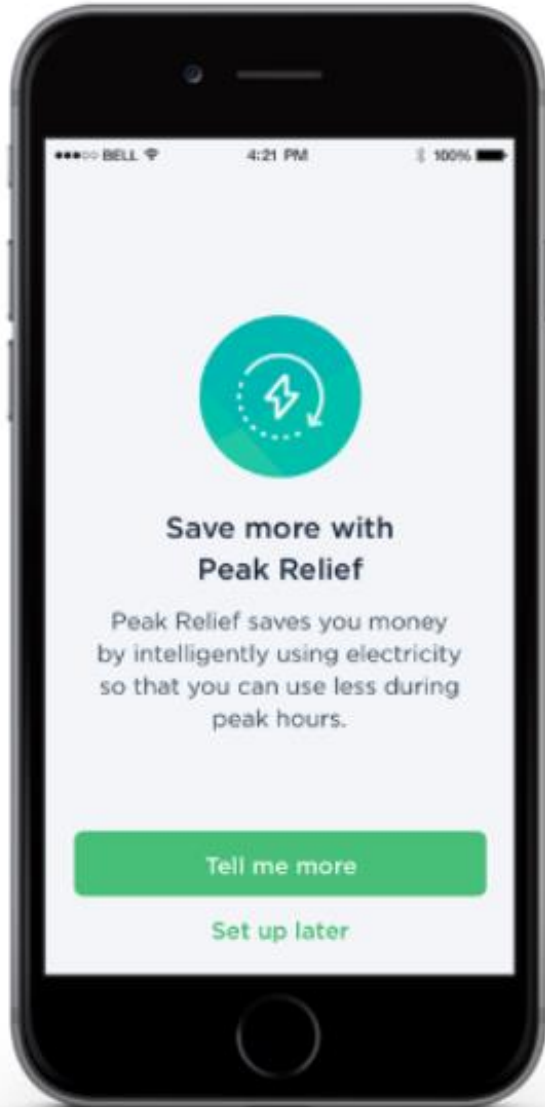 BELL 4:21 PM 100%
Save more with
Peak Relief
Peak Relief saves you money
by intelligently using electricity
so that you can use less during
peak hours.
Tell me more
Set up later